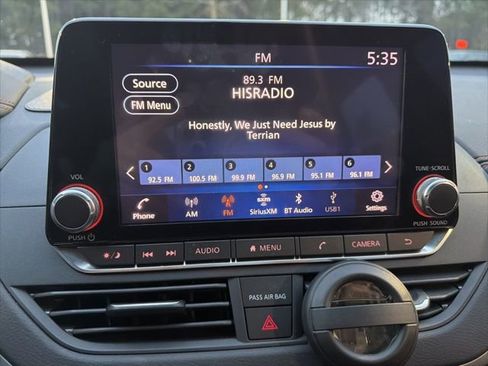 FM 5:35
Source
89.3 FM
HISRADIO
FM Menu
Honestly, We Just Need Jesus by
Terrian
1 2 3 4 5 6
92.5 FM 100.5 FM 99.9 FM 96.9 FM 95.1 FM 96.1 FM
Phone AM FM SiriusXM BT Audio USB1 Settings
sxm
VOL
PUSH
TUNE·SCROLL
PUSH SOUND
AUDIO MENU CAMERA
PASS AIR BAG